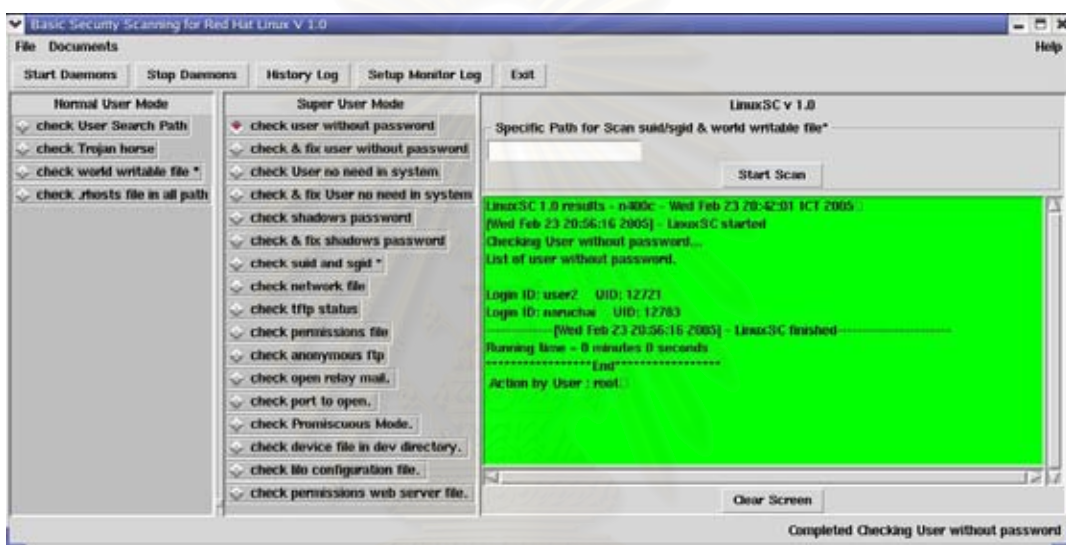 Basic Security Scanning for Red Hat Linux V 1.0
File Documents Help
Start Daemons Stop Daemons History Log Setup Monitor Log Exit
Normal User Mode
check User Search Path
check Trojan horse
check world writable file *
check .rhosts file in all path
Super User Mode
check user without password
check & fix user without password
check User no need in system
check & fix User no need in system
check shadows password
check & fix shadows password
check suid and sgid *
check network file
check tftp status
check permissions file
check anonymous ftp
check open relay mail.
check port to open.
check Promiscuous Mode.
check device file in dev directory.
check lilo configuration file.
check permissions web server file.
LinuxSC v 1.0
Specific Path for Scan suid/sgid & world writable file*
Start Scan
LinuxSC 1.0 results - n400c - Wed Feb 23 20:42:01 ICT 2005
[Wed Feb 23 20:56:16 2005] - LinuxSC started
Checking User without password...
List of user without password.
Login ID: user2 UID: 12721
Login ID: naruchai UID: 12783
--------------[Wed Feb 23 20:56:16 2005] - LinuxSC finished-----------------------
Running time - 0 minutes 0 seconds
******************End******************
Action by User : root
Clear Screen
Completed Checking User without password